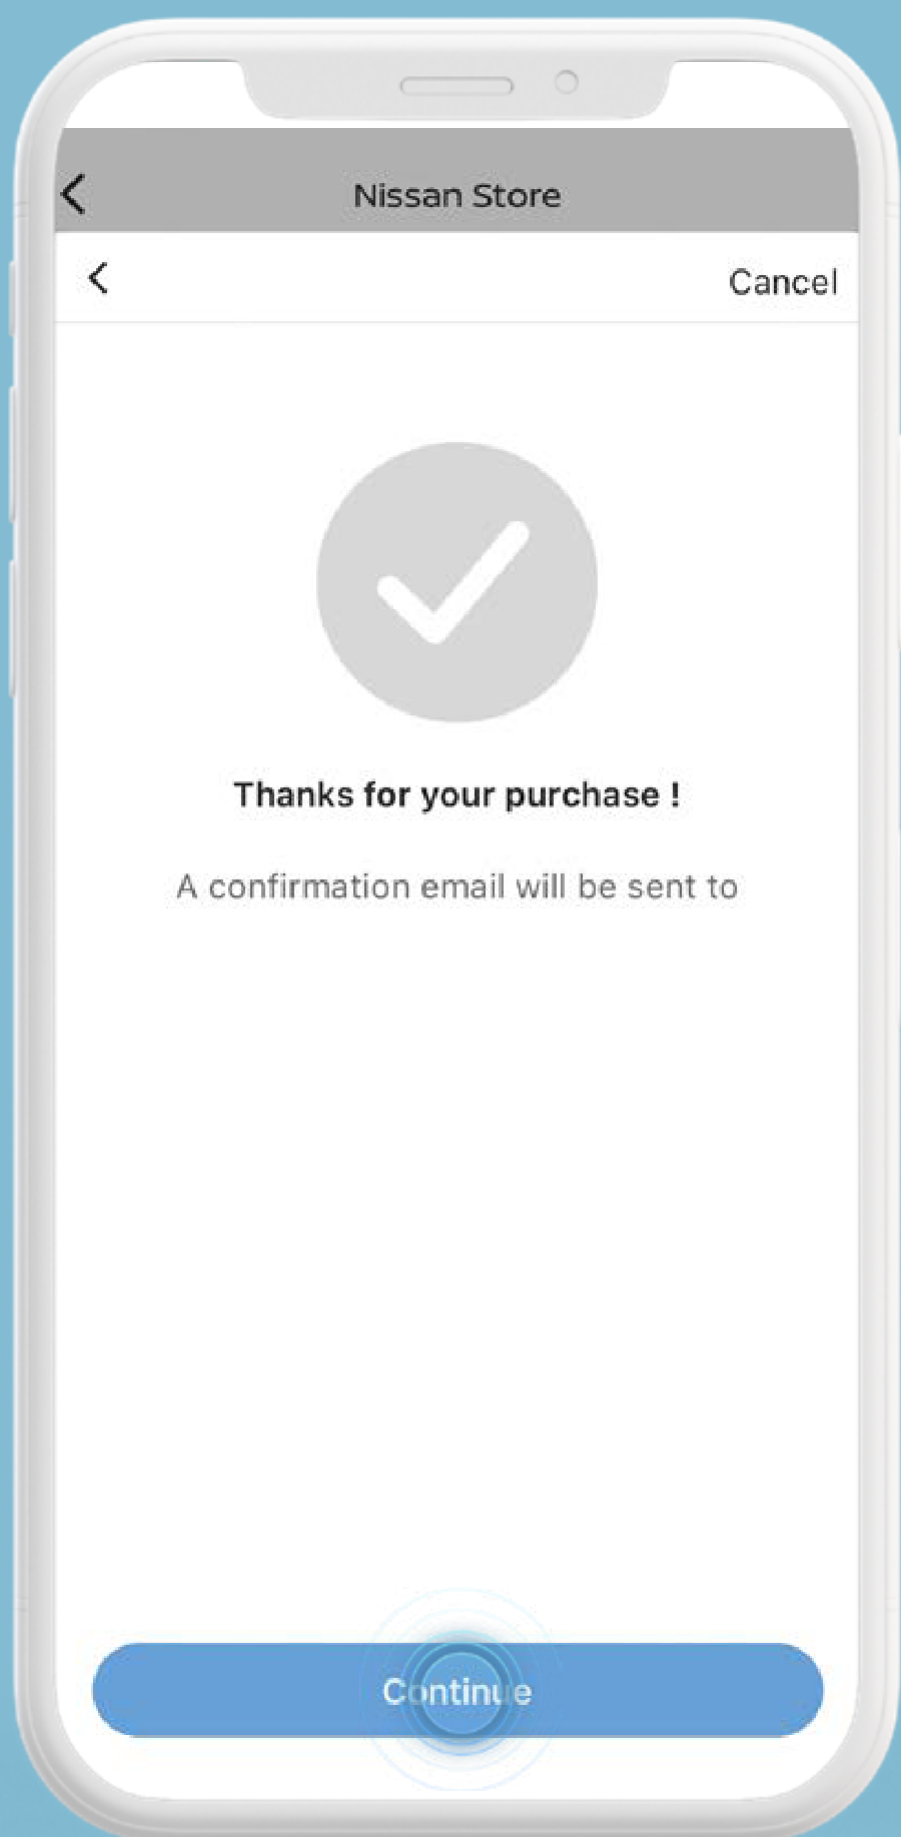 Nissan Store
Cancel
Thanks for your purchase !
A confirmation email will be sent to
Continue